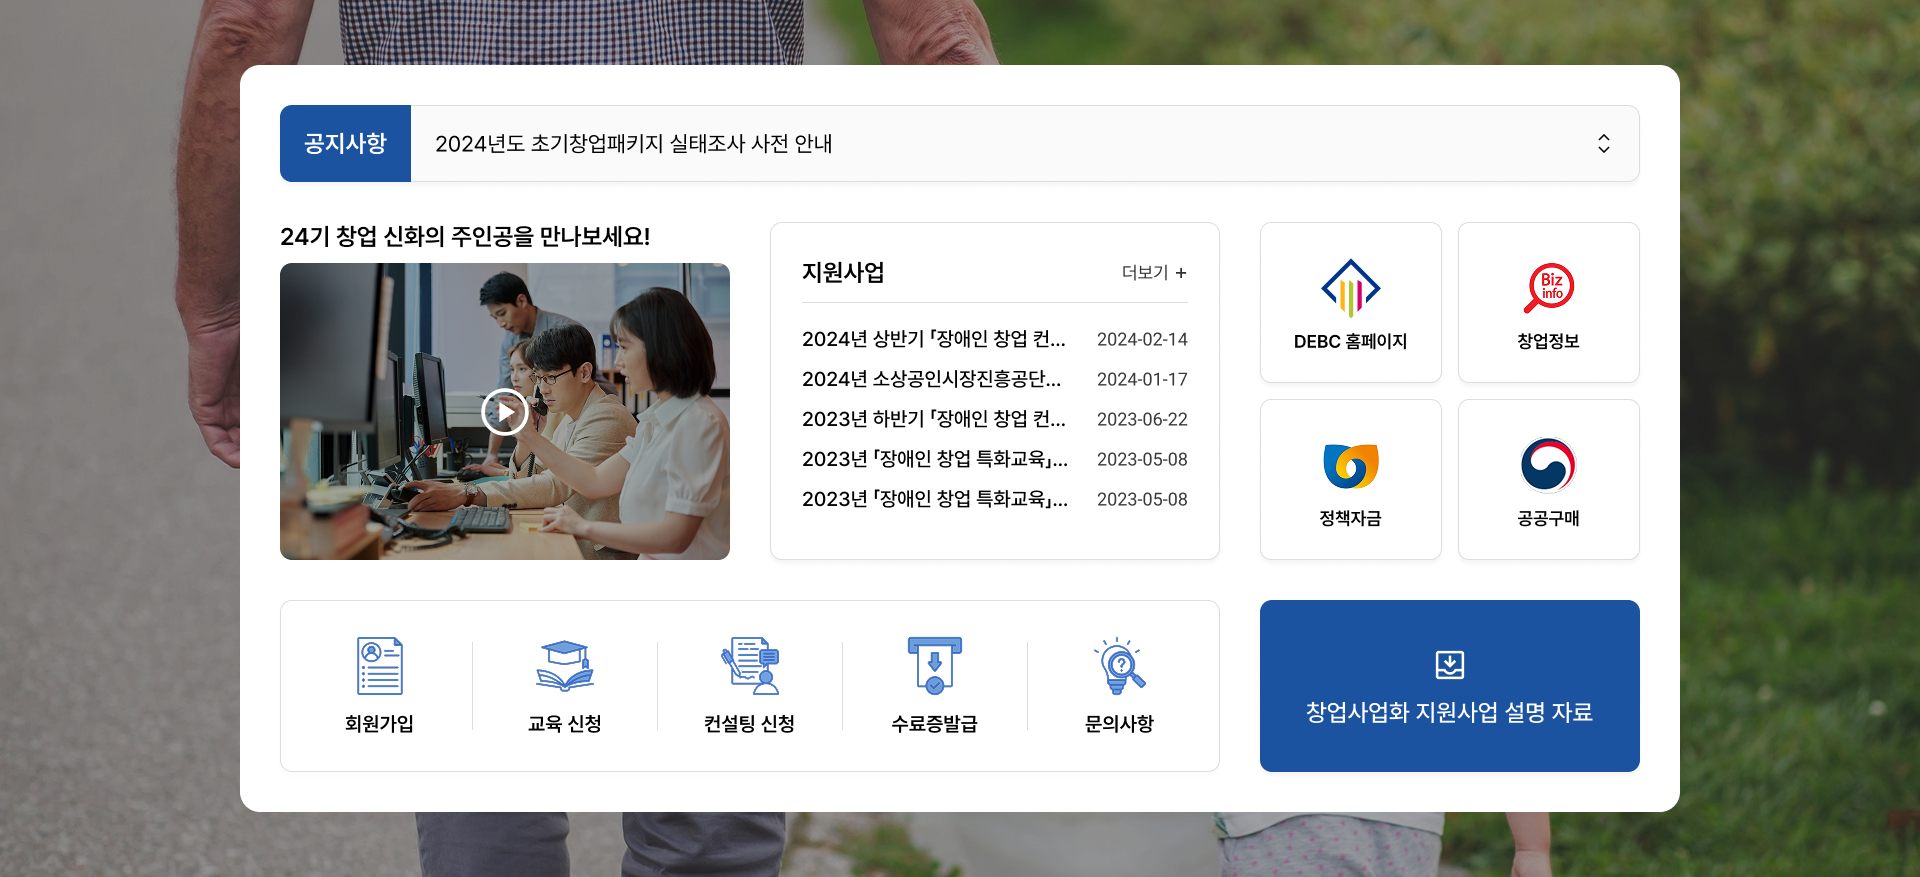 공지사항
2024년도 초기창업패키지 실태조사 사전 안내
24기 창업 신화의 주인공을 만나보세요!
지원사업
더보기 +
2024년 상반기 「장애인 창업 컨... 2024-02-14
2024년 소상공인시장진흥공단... 2024-01-17
2023년 하반기 「장애인 창업 컨... 2023-06-22
2023년 「장애인 창업 특화교육」... 2023-05-08
2023년 「장애인 창업 특화교육」... 2023-05-08
DEBC 홈페이지
Biz
info
창업정보
정책자금
공공구매
회원가입
교육 신청
컨설팅 신청
수료증발급
?
문의사항
창업사업화 지원사업 설명 자료